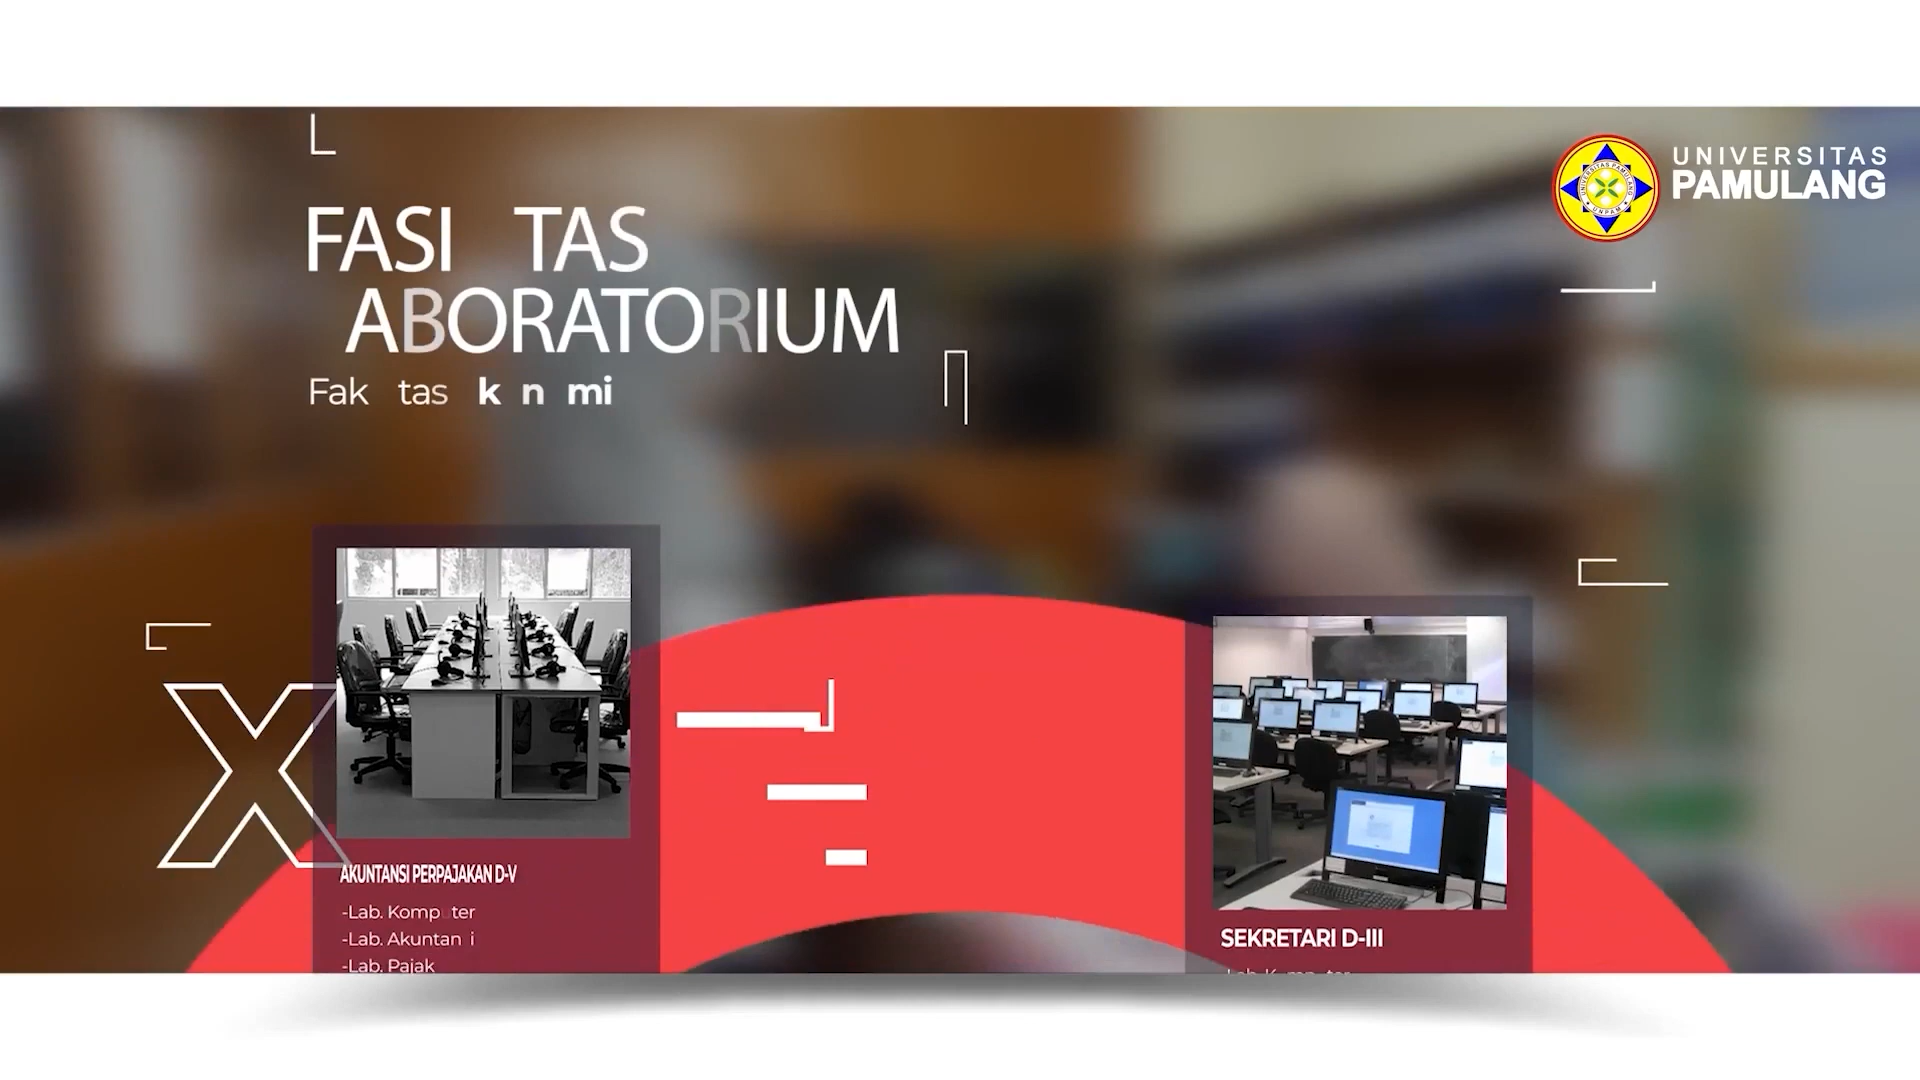 UNIVERSITAS
PAMULANG
FASI TAS
ABORATORIUM
Fak tas k n mi
X
AKUNTANSI PERPAJAKAN D-V
-Lab. Komp ter
-Lab. Akuntan i
-Lab. Pajak
SEKRETARI D-III